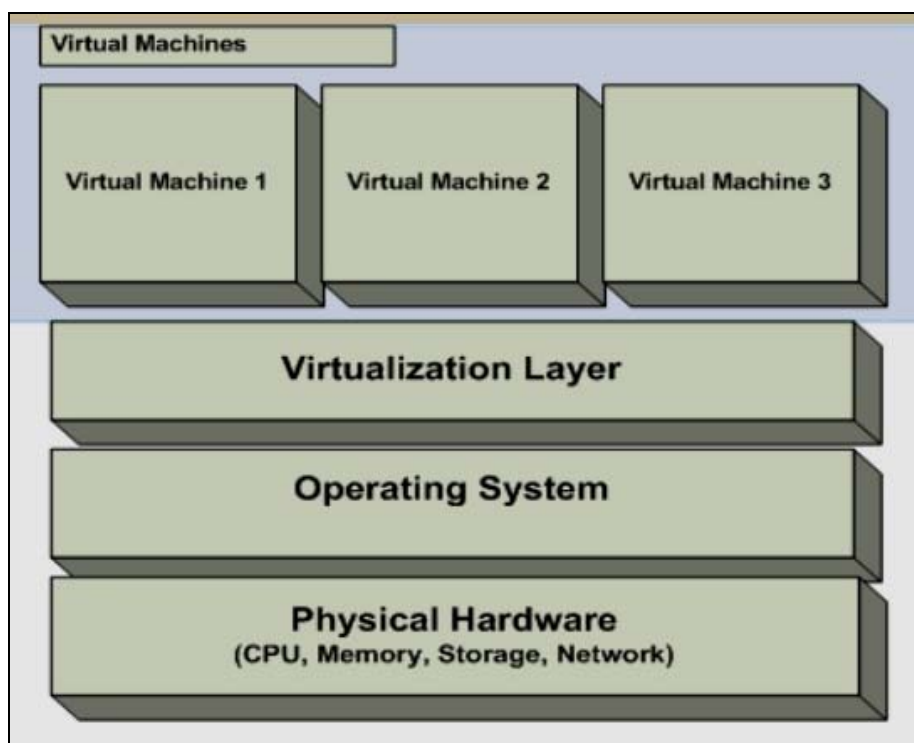 Virtual Machines
Virtual Machine 1
Virtual Machine 2
Virtual Machine 3
Virtualization Layer
Operating System
Physical Hardware
(CPU, Memory, Storage, Network)